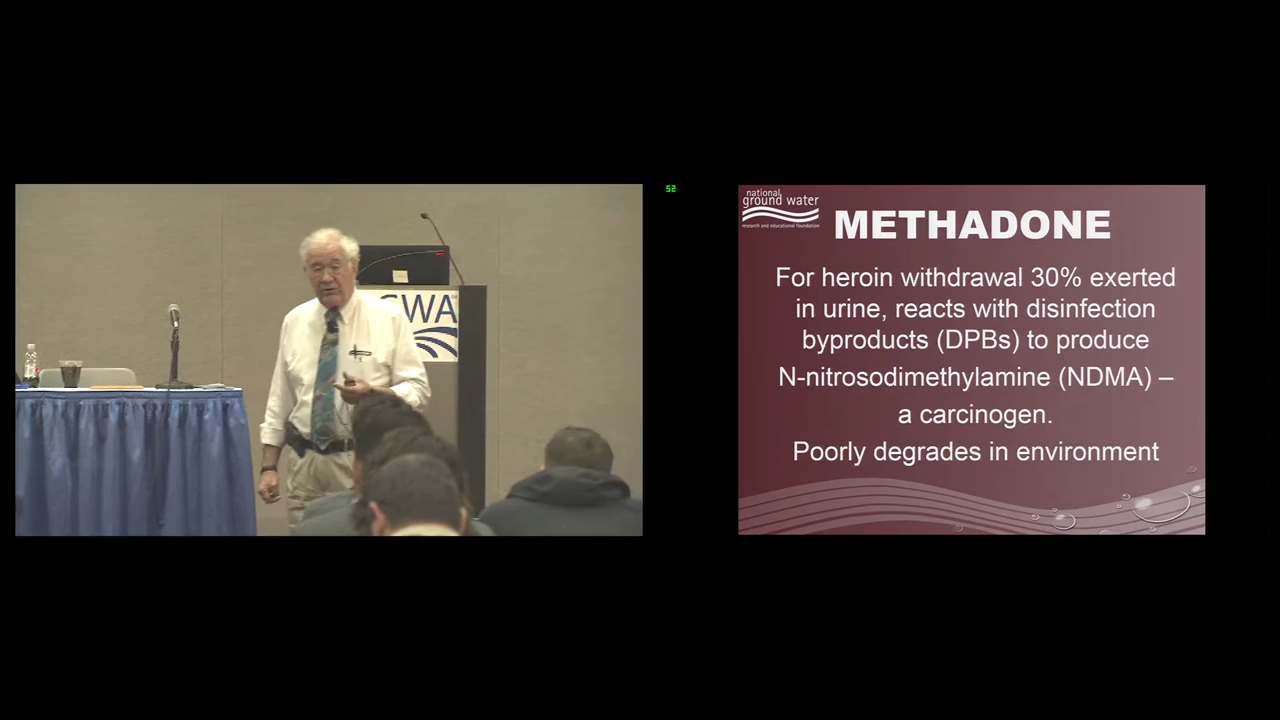 GWA
52
national
ground water
research and educational foundation
METHADONE
For heroin withdrawal 30% exerted
in urine, reacts with disinfection
byproducts (DPBs) to produce
N-nitrosodimethylamine (NDMA) –
a carcinogen.
Poorly degrades in environment